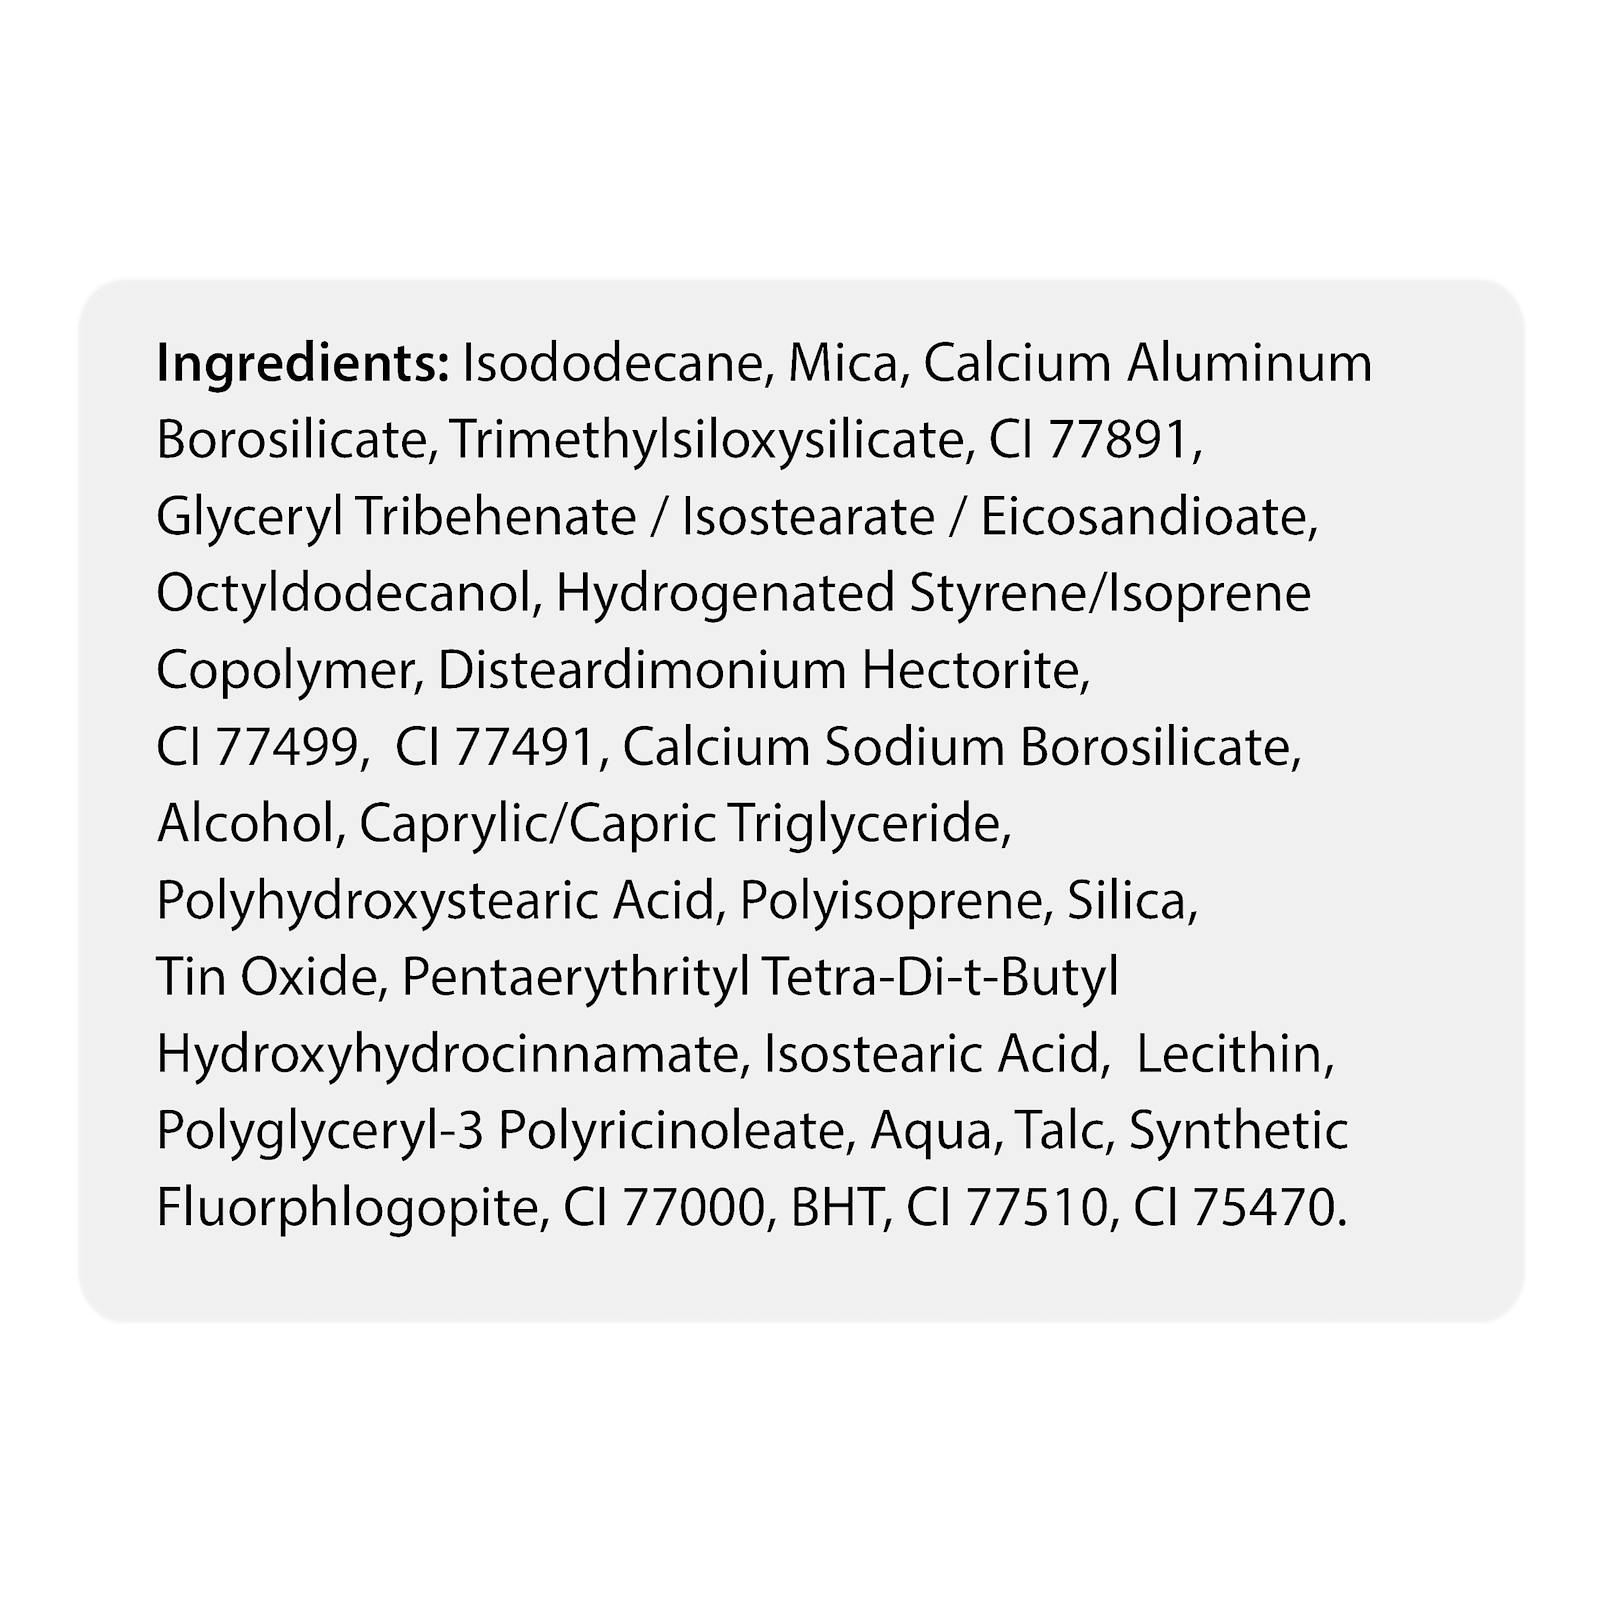 Ingredients: Isododecane, Mica, Calcium Aluminum
Borosilicate, Trimethylsiloxysilicate, CI 77891,
Glyceryl Tribehenate / Isostearate / Eicosandioate,
Octyldodecanol, Hydrogenated Styrene/Isoprene
Copolymer, Disteardimonium Hectorite,
CI 77499,  CI 77491, Calcium Sodium Borosilicate,
Alcohol, Caprylic/Capric Triglyceride,
Polyhydroxystearic Acid, Polyisoprene, Silica,
Tin Oxide, Pentaerythrityl Tetra-Di-t-Butyl
Hydroxyhydrocinnamate, Isostearic Acid,  Lecithin,
Polyglyceryl-3 Polyricinoleate, Aqua, Talc, Synthetic
Fluorphlogopite, CI 77000, BHT, CI 77510, CI 75470.